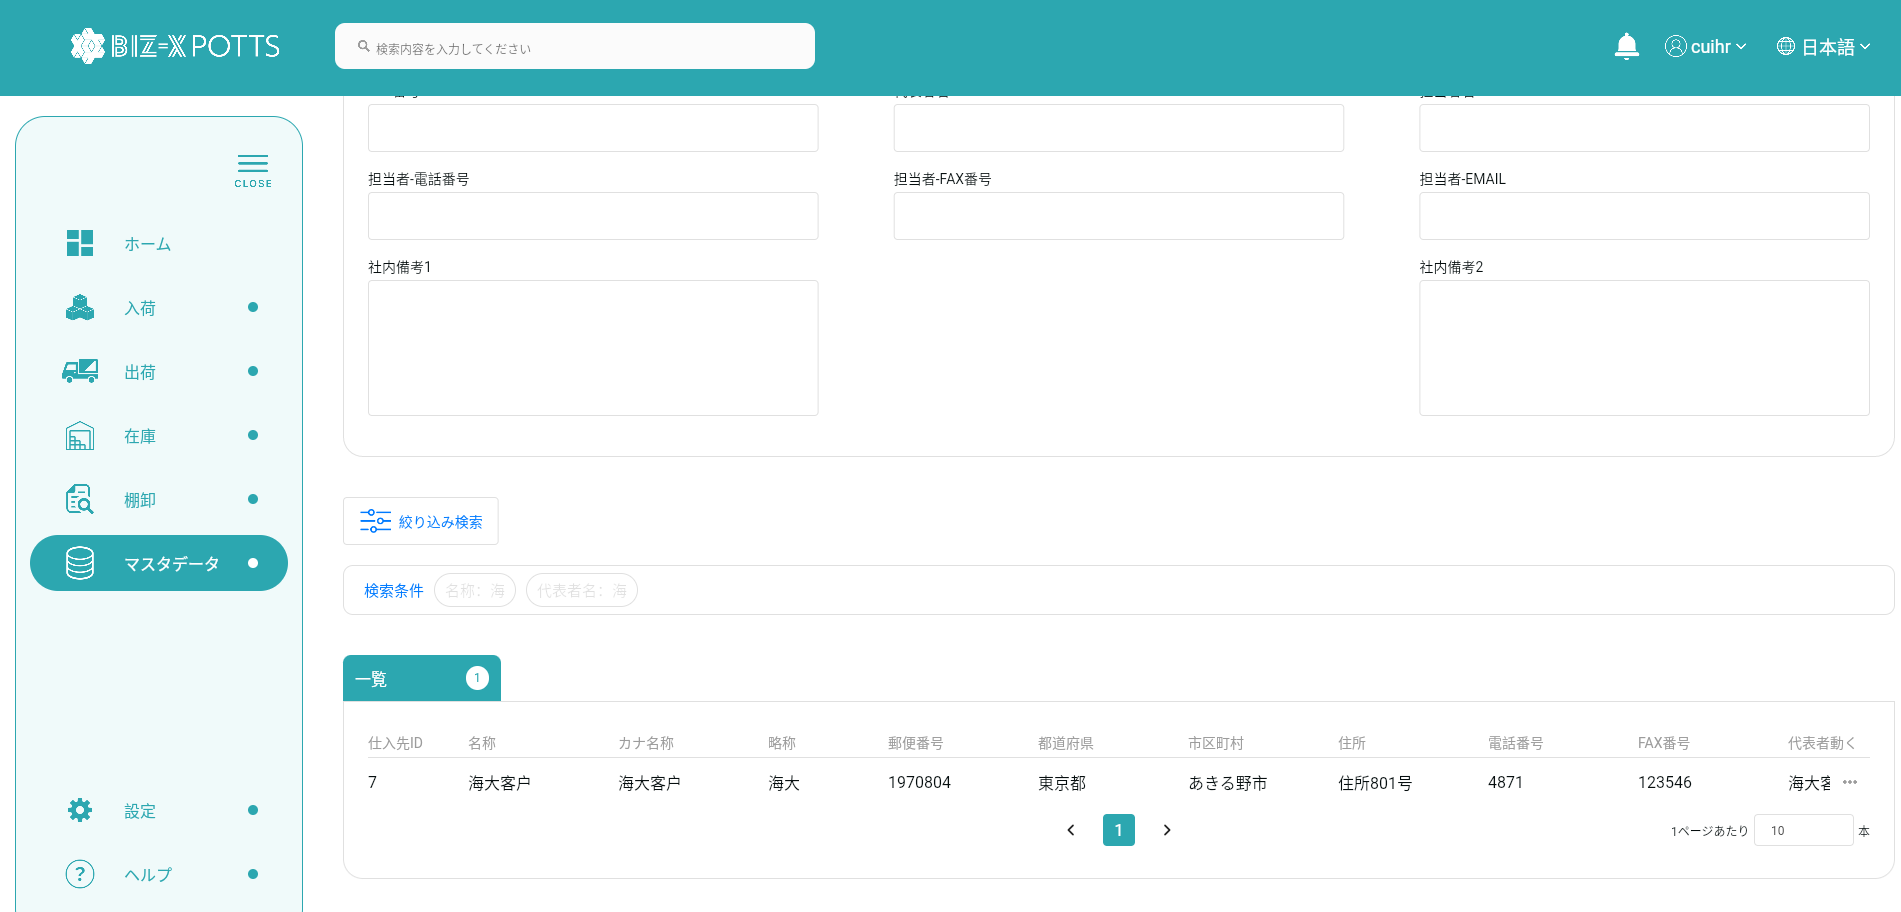 BIZ-X POTTS
検索内容を入力してください
cuihr
日本語
CLOSE
ホーム
入荷
出荷
在庫
棚卸
マスタデータ
設定
ヘルプ
担当者-電話番号
担当者-FAX番号
担当者-EMAIL
社内備考1
社内備考2
絞り込み検索
検索条件 名称：海 代表者名：海
一覧 1
仕入先ID 名称 カナ名称 略称 郵便番号 都道府県 市区町村 住所 電話番号 FAX番号 代表者動く
7 海大客户 海大客户 海大 1970804 東京都 あきる野市 住所801号 4871 123546 海大客 ...
1
1ページあたり 10 本